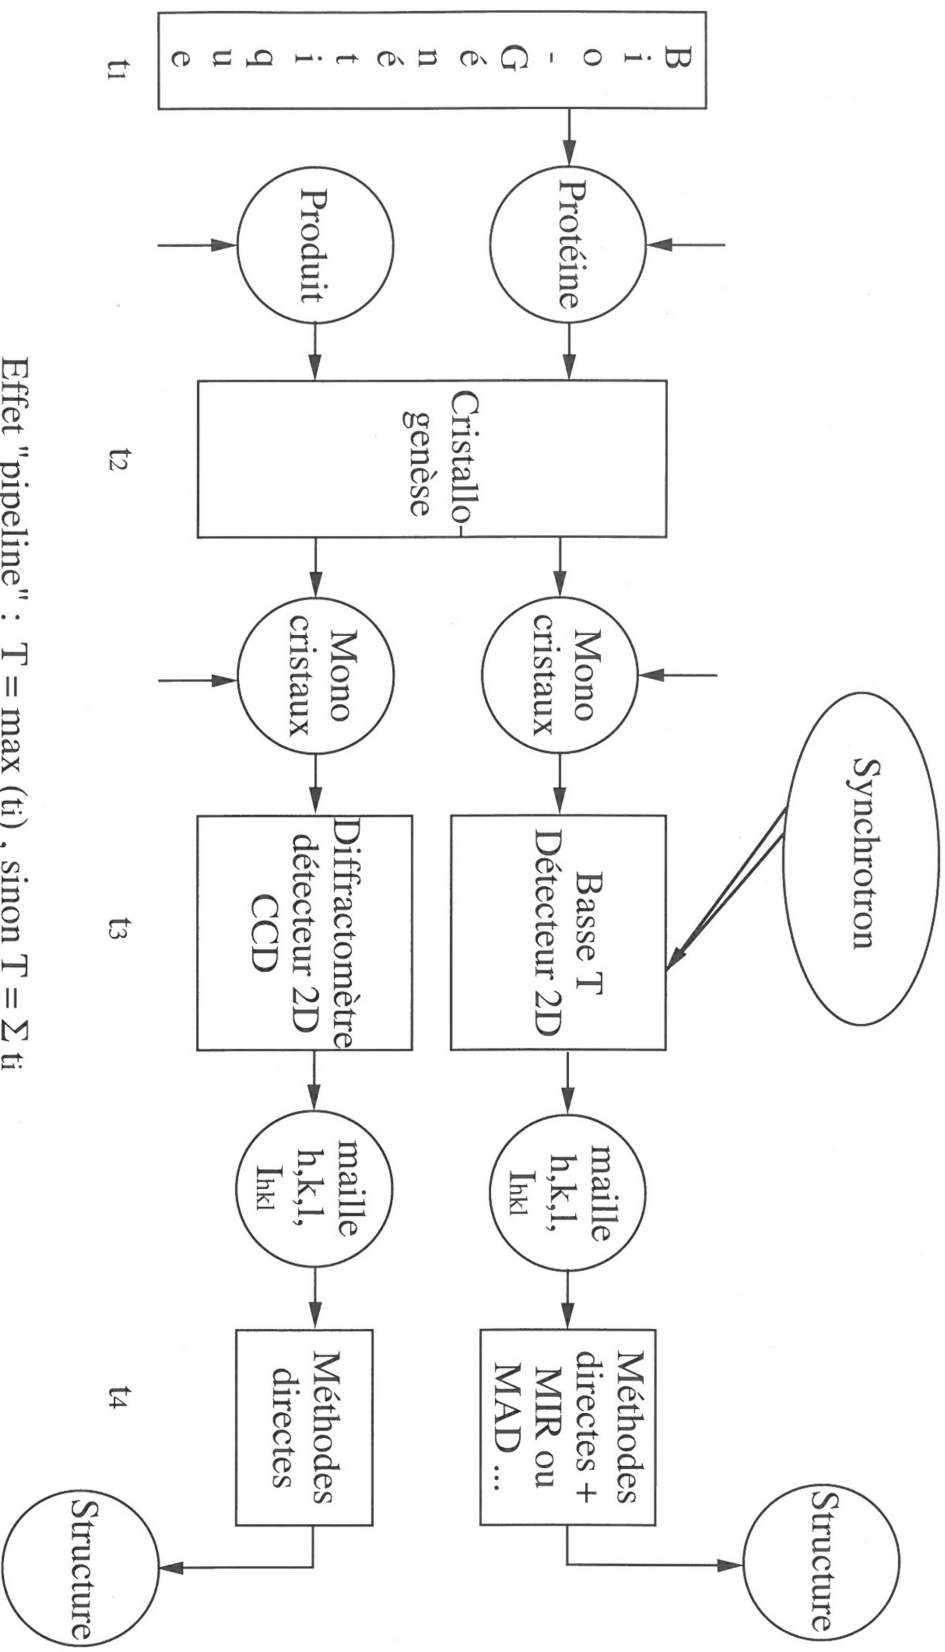 Synchrotron
Structure
B
i
o
-
G
é
n
é
t
i
q
u
e
Protéine
Mono
cristaux
Basse T
Détecteur 2D
maille
h,k,l,
Ihkl
Méthodes
directes +
MIR ou
MAD ...
Cristallo-
genèse
Produit
Mono
cristaux
Diffractomètre
détecteur 2D
CCD
maille
h,k,l,
Ihkl
Méthodes
directes
Structure
t1
t2
t3
t4
Effet "pipeline" : T = max (ti) , sinon T = Σ ti